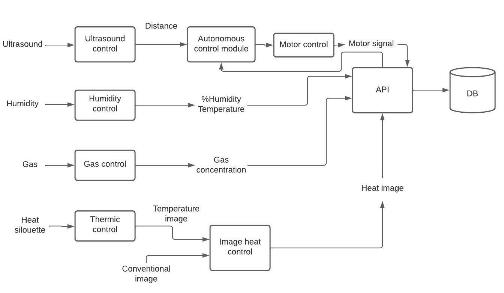 Distance
Ultrasound
Ultrasound
control
Autonomous
control module
Motor control
Motor signal
Humidity
Humidity
control
%Humidity
Temperature
API
DB
Gas
Gas control
Gas
concentration
Heat image
Heat
silouette
Thermic
control
Temperature
image
Image heat
control
Conventional
image